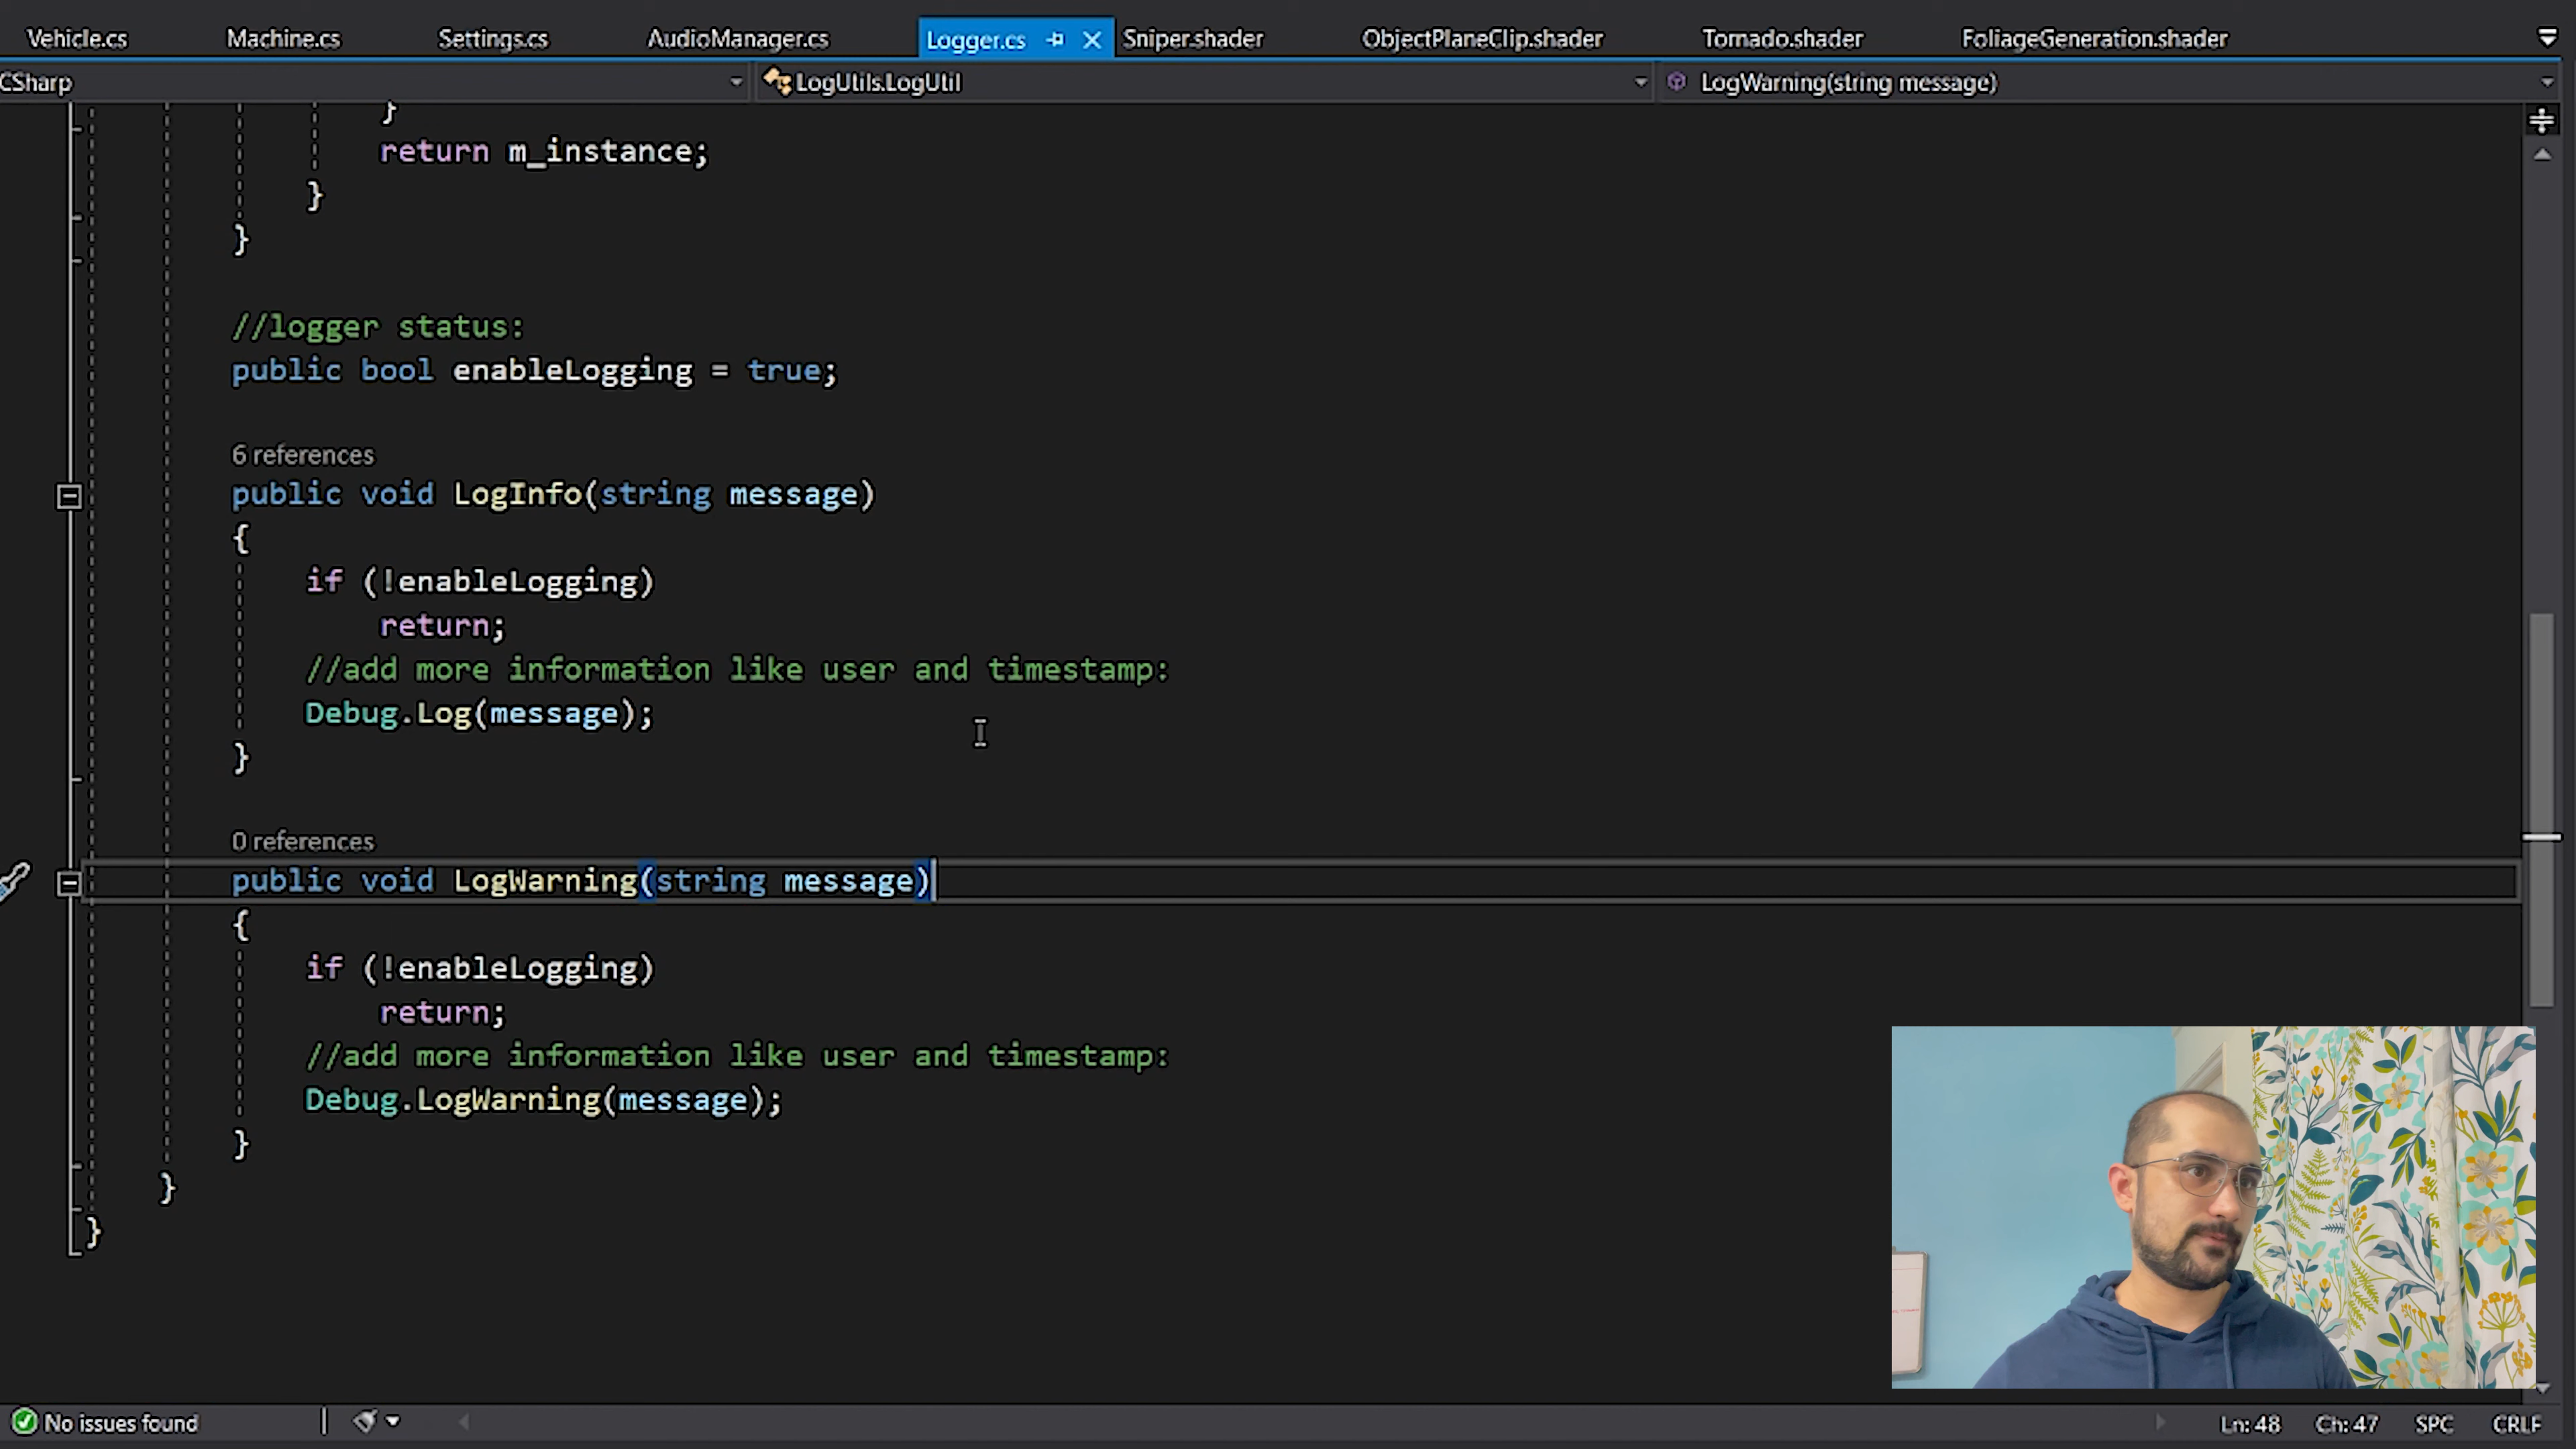 Vehicle.cs Machine.cs Settings.cs AudioManager.cs Logger.cs Sniper.shader ObjectPlaneClip.shader Tornado.shader FoliageGeneration.shader
CSharp LogUtils.LogUtil LogWarning(string message)
}
return m_instance;
}
}
//logger status:
public bool enableLogging = true;
6 references
public void LogInfo(string message)
{
if (!enableLogging)
return;
//add more information like user and timestamp:
Debug.Log(message);
}
0 references
public void LogWarning(string message)
{
if (!enableLogging)
return;
//add more information like user and timestamp:
Debug.LogWarning(message);
}
}
}
No issues found Ln: 48 Ch: 47 SPC CRLF